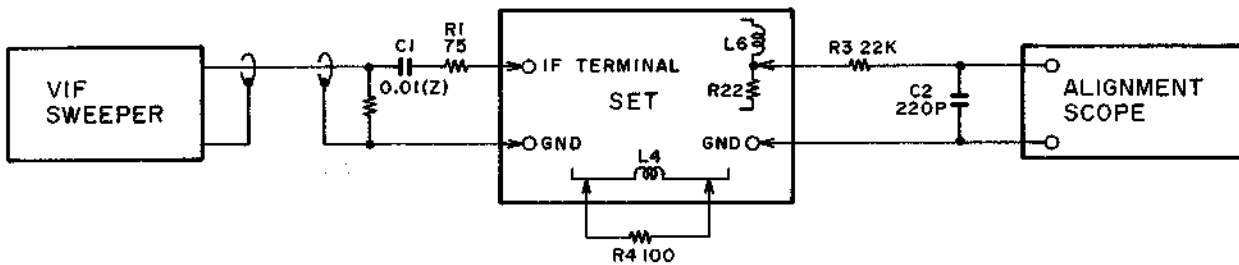 VIF
SWEEPER
C1
0.01(Z)
R1
75
IF TERMINAL
SET
GND
L6
R22
GND
L4
R4 100
R3 22K
C2
220P
ALIGNMENT
SCOPE